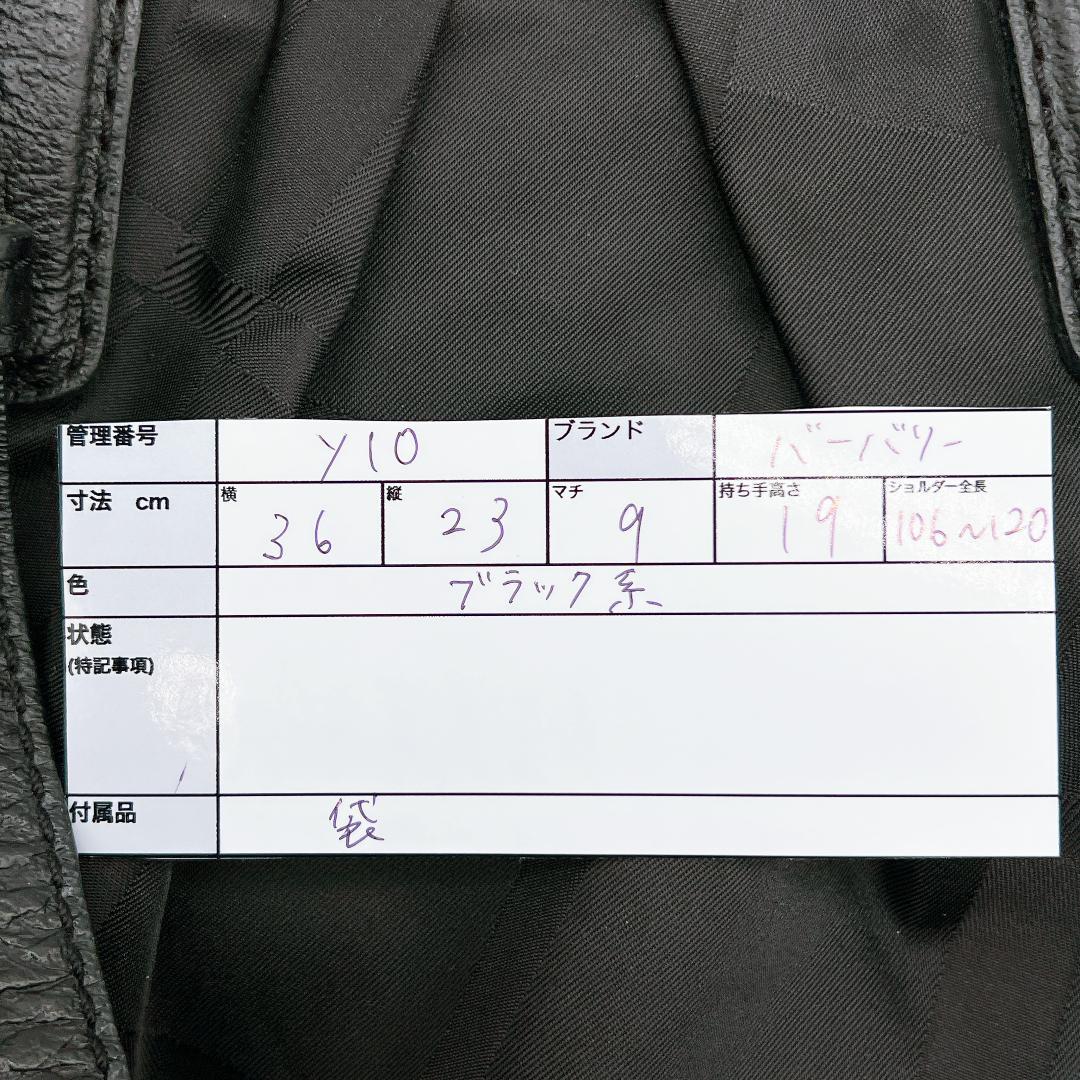 管理番号 Y10 ブランド バーバリー
寸法 cm 横 36 縦 23 マチ 9 持ち手高さ 19 ショルダー全長 106~120
色 ブラック系
状態
(特記事項)
付属品 袋